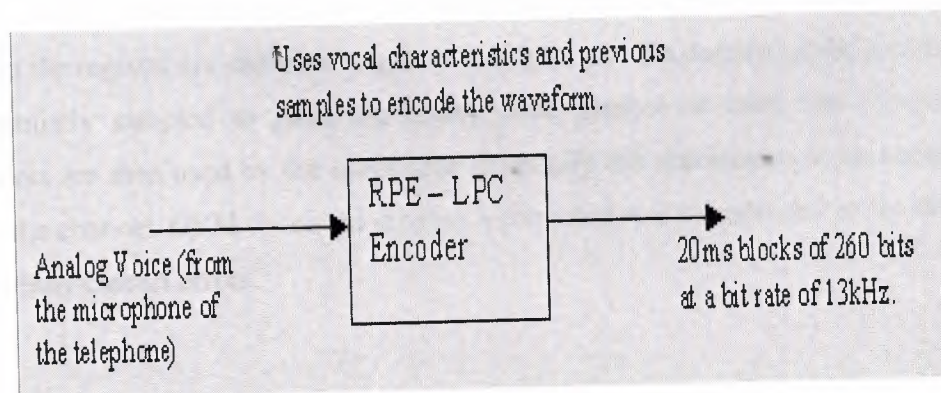 Uses vocal characteristics and previous
samples to encode the waveform.
RPE – LPC
Encoder
Analog Voice (from
the microphone of
the telephone)
20ms blocks of 260 bits
at a bit rate of 13kHz.